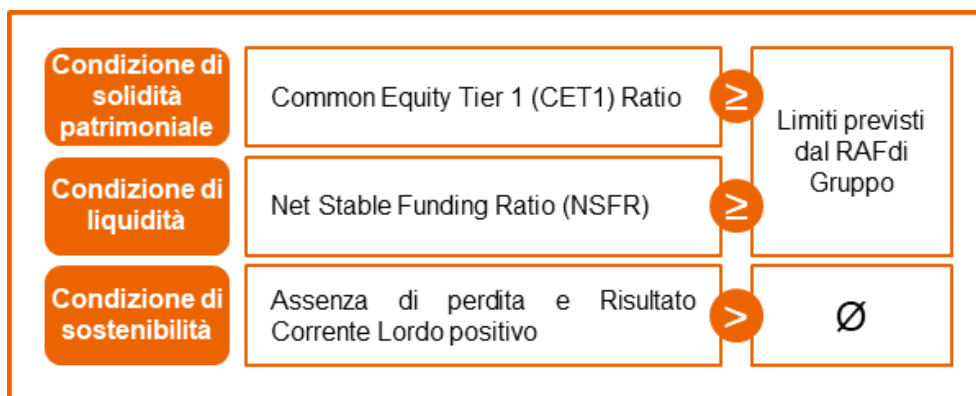 Condizione di
solidità
patrimoniale
Common Equity Tier 1 (CET1) Ratio
≥
Limiti previsti
dal RAFdi
Gruppo
Condizione di
liquidità
Net Stable Funding Ratio (NSFR)
≥
Condizione di
sostenibilità
Assenza di perdita e Risultato
Corrente Lordo positivo
>
Ø